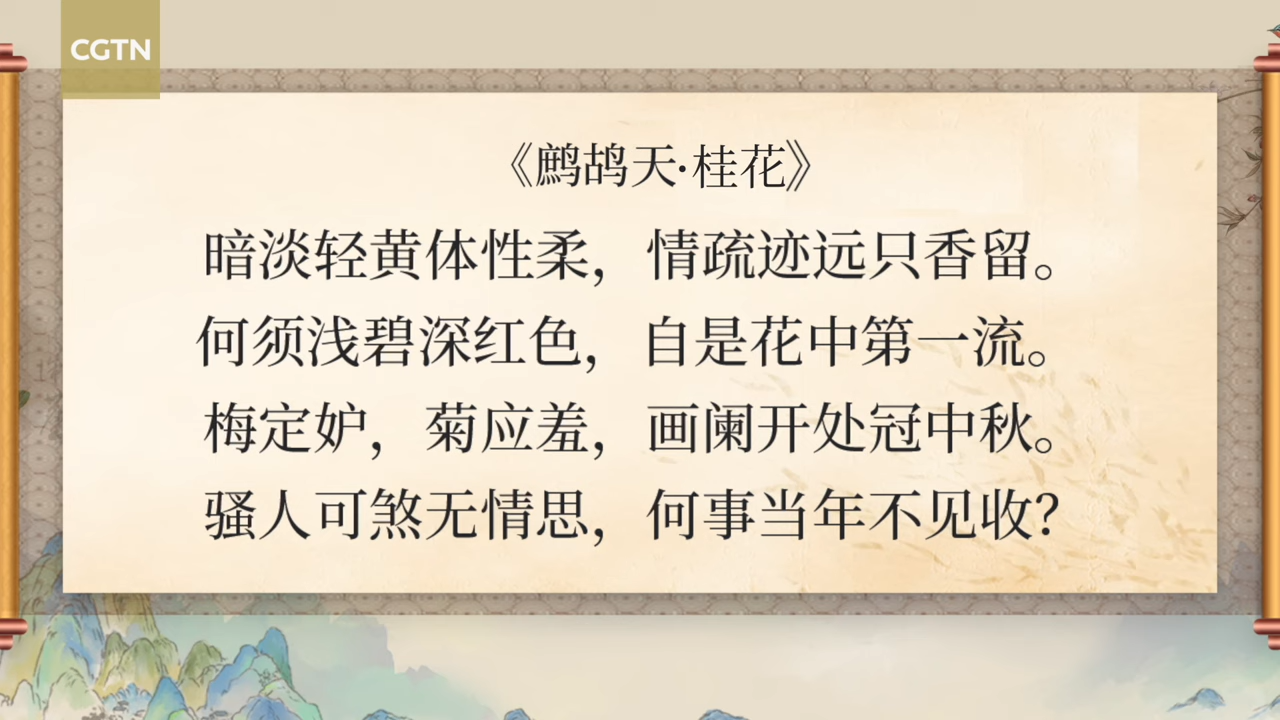 CGTN
《鹧鸪天·桂花》
暗淡轻黄体性柔，情疏迹远只香留。
何须浅碧深红色，自是花中第一流。
梅定妒，菊应羞，画阑开处冠中秋。
骚人可煞无情思，何事当年不见收？